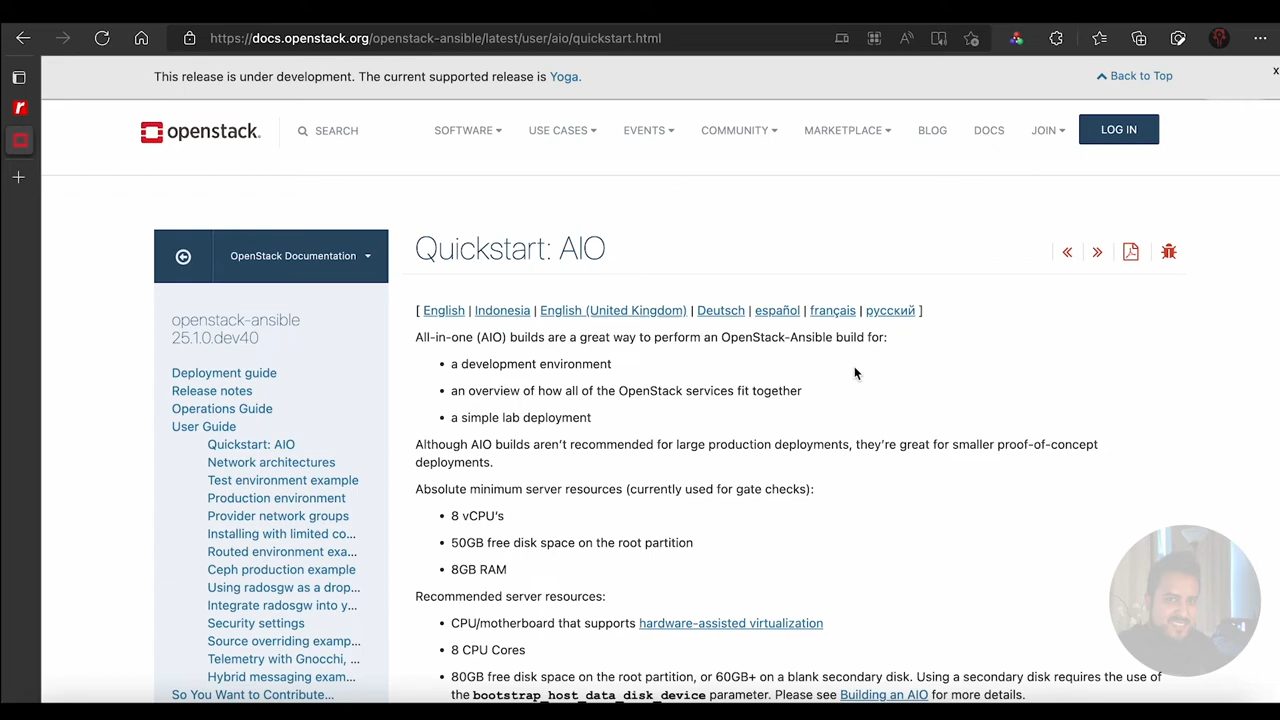 https://docs.openstack.org/openstack-ansible/latest/user/aio/quickstart.html
This release is under development. The current supported release is Yoga.
Back to Top
x
openstack.
SEARCH
SOFTWARE
USE CASES
EVENTS
COMMUNITY
MARKETPLACE
BLOG
DOCS
JOIN
LOG IN
OpenStack Documentation
openstack-ansible
25.1.0.dev40
Deployment guide
Release notes
Operations Guide
User Guide
Quickstart: AIO
Network architectures
Test environment example
Production environment
Provider network groups
Installing with limited co...
Routed environment exa...
Ceph production example
Using radosgw as a drop...
Integrate radosgw into y...
Security settings
Source overriding examp...
Telemetry with Gnocchi, ...
Hybrid messaging exam...
So You Want to Contribute...
Quickstart: AIO
[ English | Indonesia | English (United Kingdom) | Deutsch | español | français | русский ]
All-in-one (AIO) builds are a great way to perform an OpenStack-Ansible build for:
• a development environment
• an overview of how all of the OpenStack services fit together
• a simple lab deployment
Although AIO builds aren't recommended for large production deployments, they're great for smaller proof-of-concept
deployments.
Absolute minimum server resources (currently used for gate checks):
• 8 vCPU's
• 50GB free disk space on the root partition
• 8GB RAM
Recommended server resources:
• CPU/motherboard that supports hardware-assisted virtualization
• 8 CPU Cores
• 80GB free disk space on the root partition, or 60GB+ on a blank secondary disk. Using a secondary disk requires the use of
the bootstrap_host_data_disk_device parameter. Please see Building an AIO for more details.